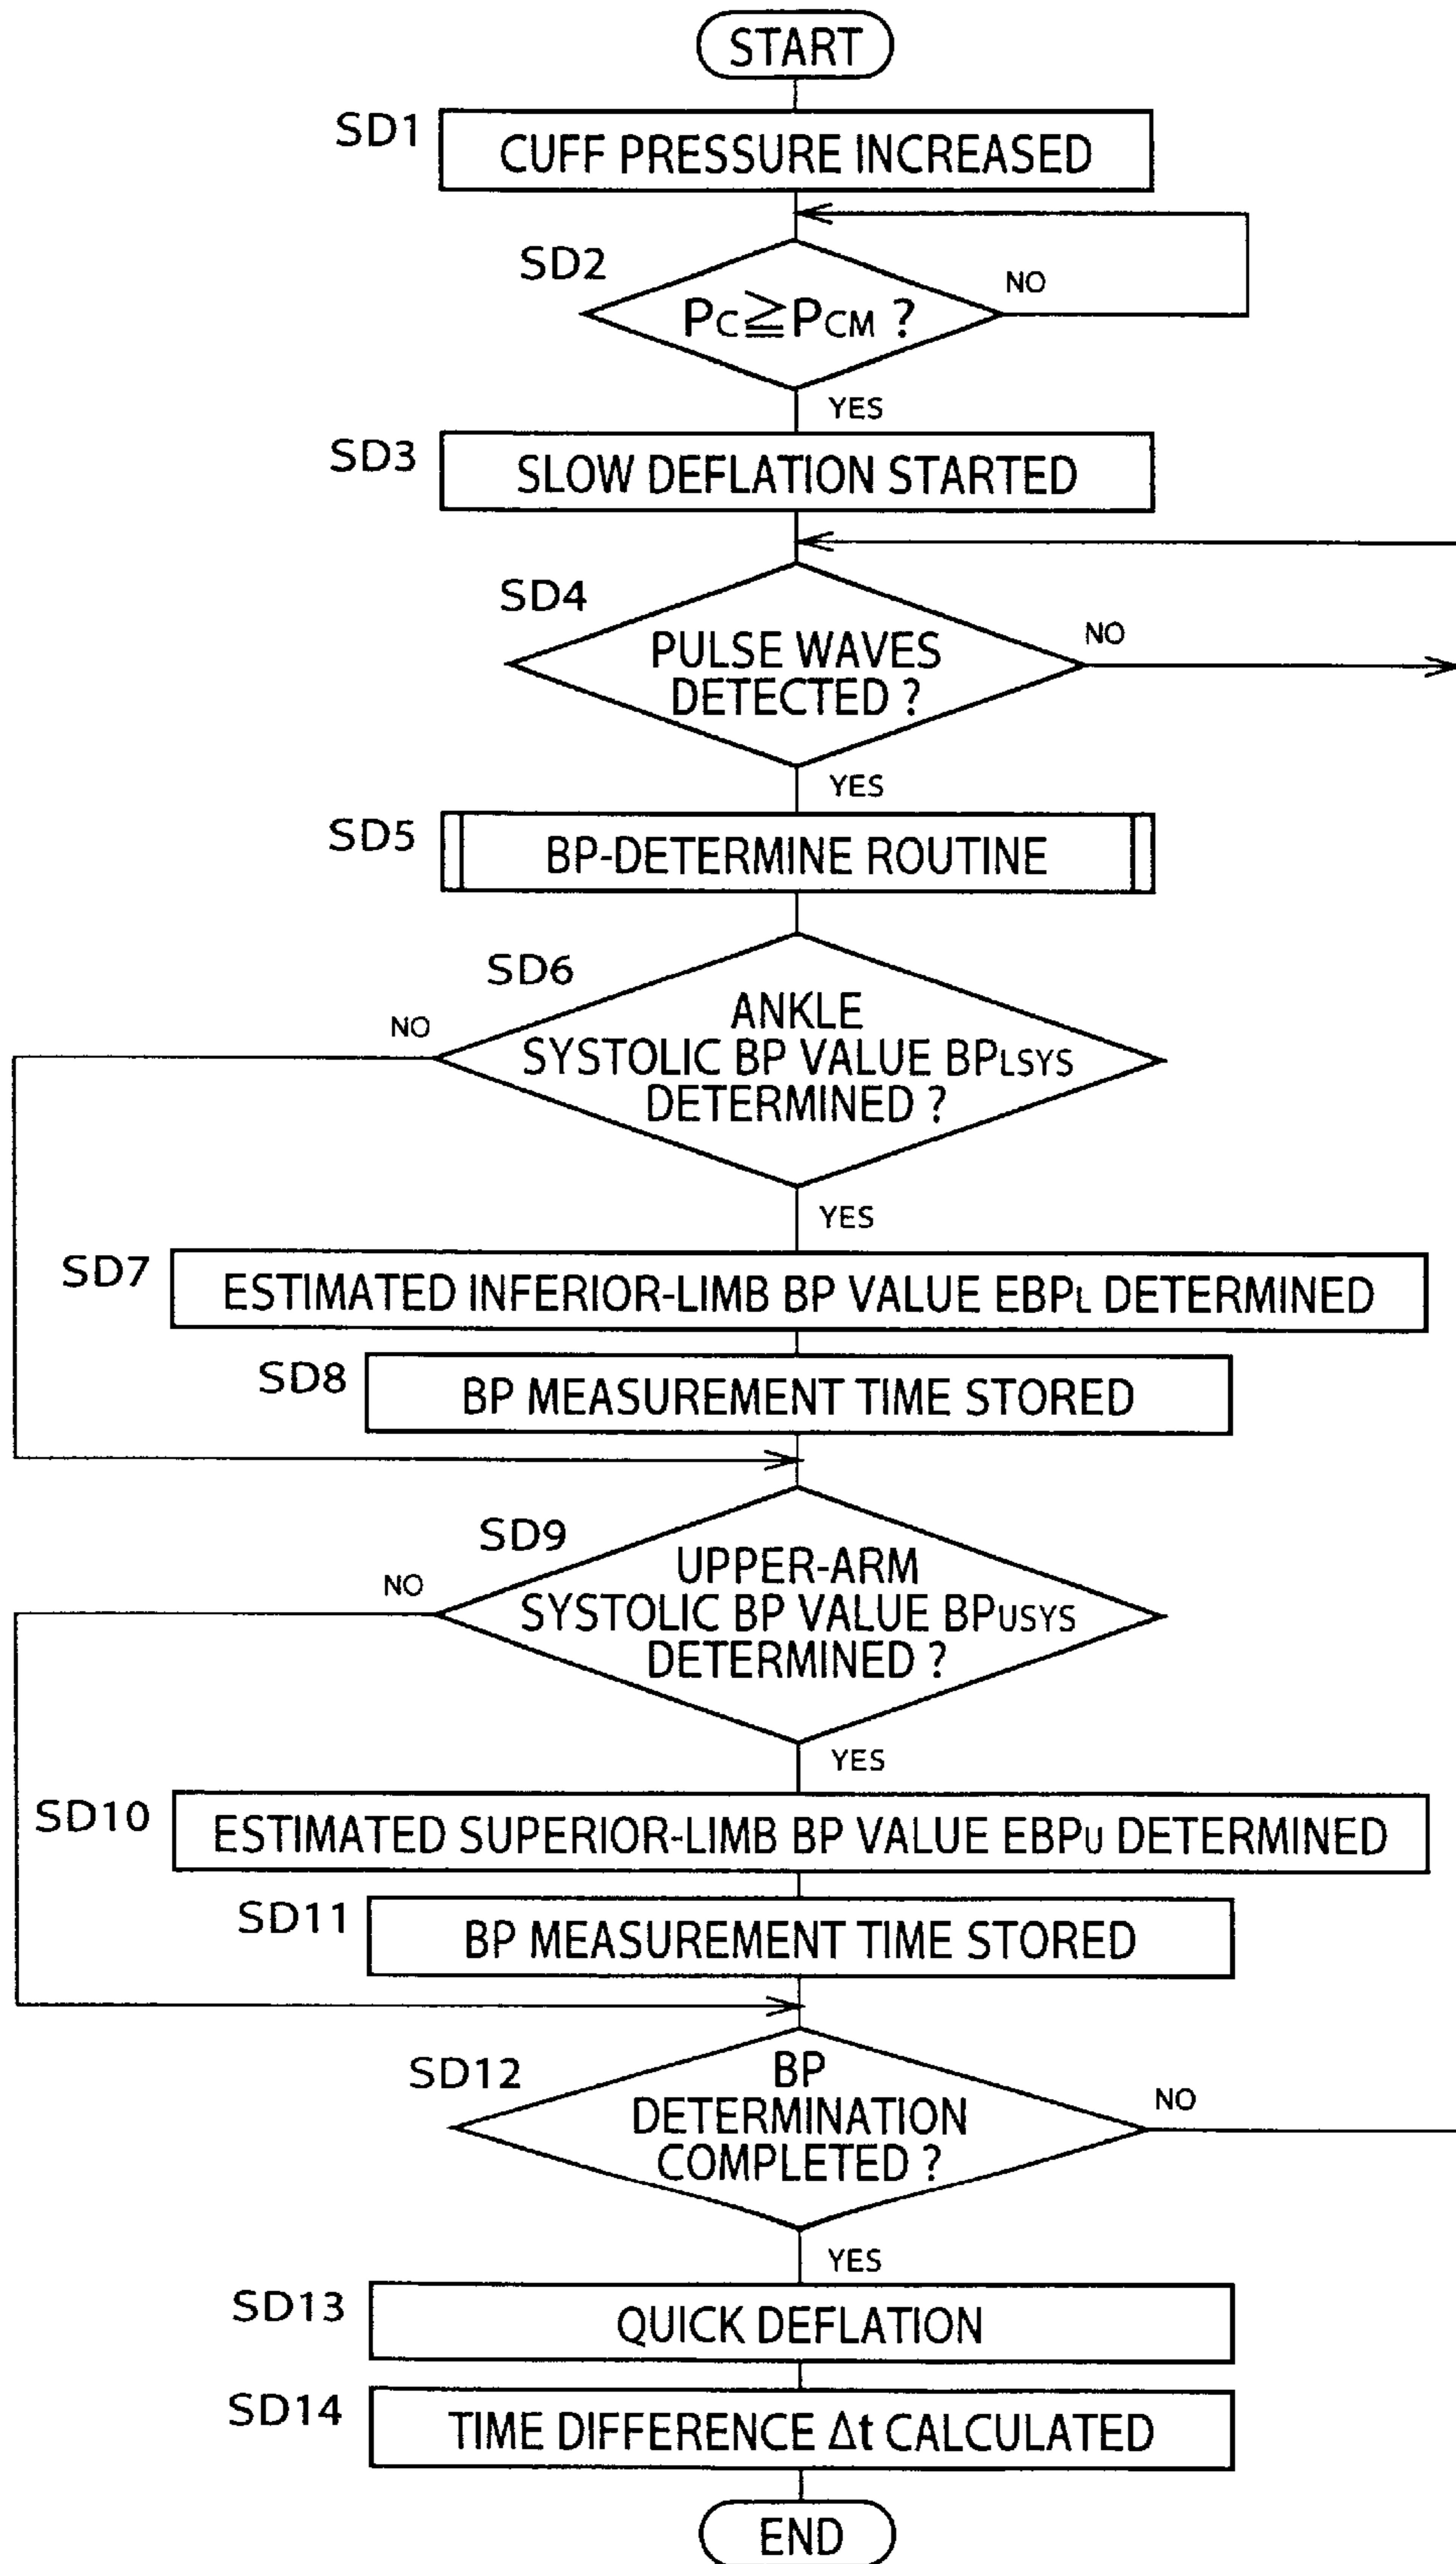 START
SD1
CUFF PRESSURE INCREASED
SD2
PC≧PCM ?
NO
YES
SD3
SLOW DEFLATION STARTED
SD4
PULSE WAVES
DETECTED ?
NO
YES
SD5
BP-DETERMINE ROUTINE
SD6
ANKLE
SYSTOLIC BP VALUE BPLSYS
DETERMINED ?
NO
YES
SD7
ESTIMATED INFERIOR-LIMB BP VALUE EBPL DETERMINED
SD8
BP MEASUREMENT TIME STORED
SD9
UPPER-ARM
SYSTOLIC BP VALUE BPUSYS
DETERMINED ?
NO
YES
SD10
ESTIMATED SUPERIOR-LIMB BP VALUE EBPU DETERMINED
SD11
BP MEASUREMENT TIME STORED
SD12
BP
DETERMINATION
COMPLETED ?
NO
YES
SD13
QUICK DEFLATION
SD14
TIME DIFFERENCE Δt CALCULATED
END